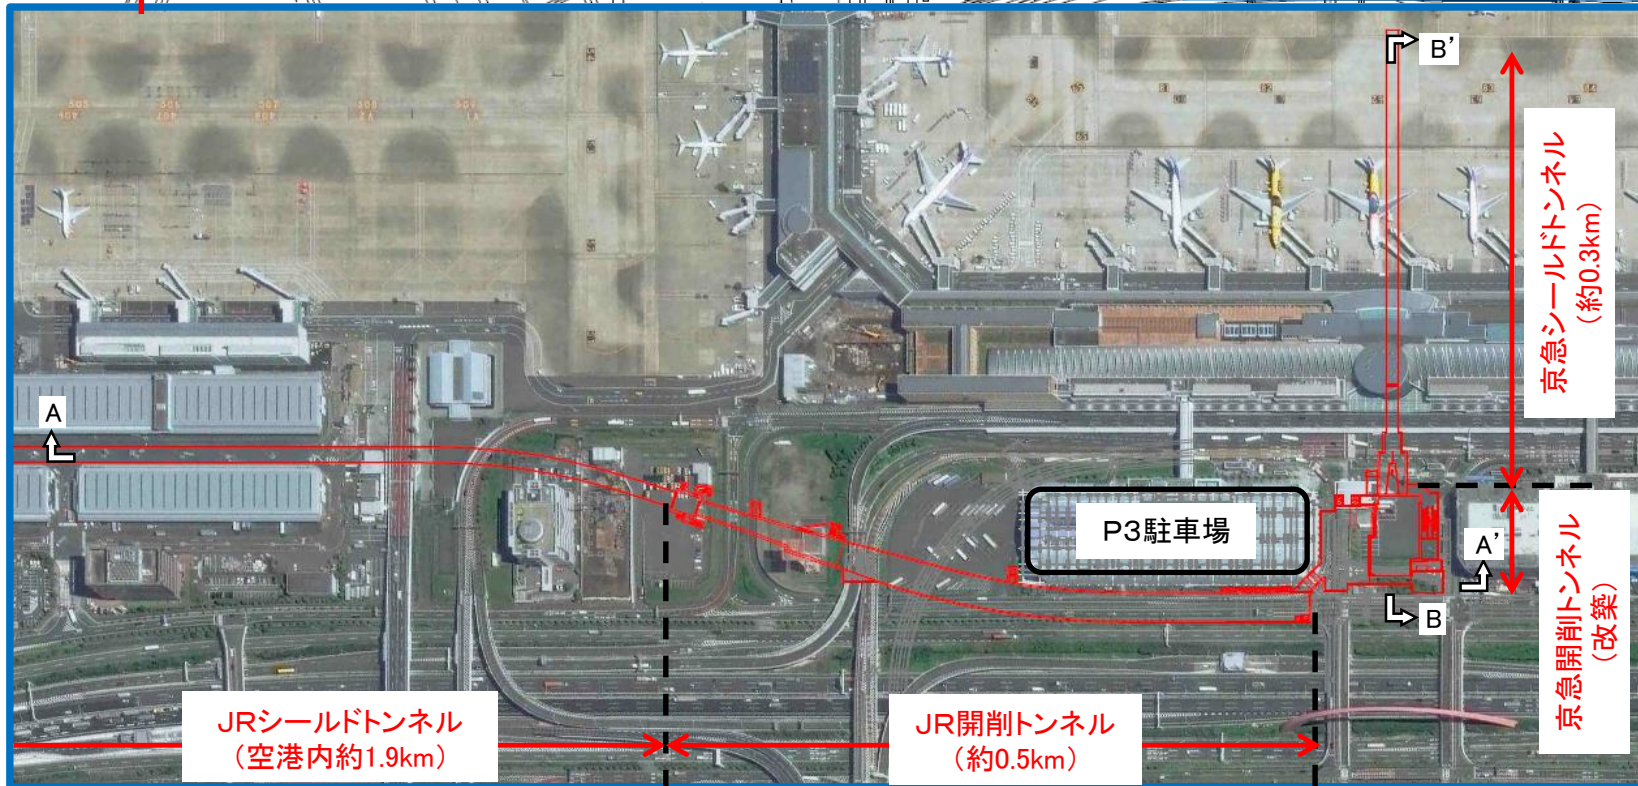 B’
京急シールドトンネル
（約0.3km）
A
P3駐車場
A’
B
京急開削トンネル
（改築）
JRシールドトンネル
（空港内約1.9km）
JR開削トンネル
（約0.5km）